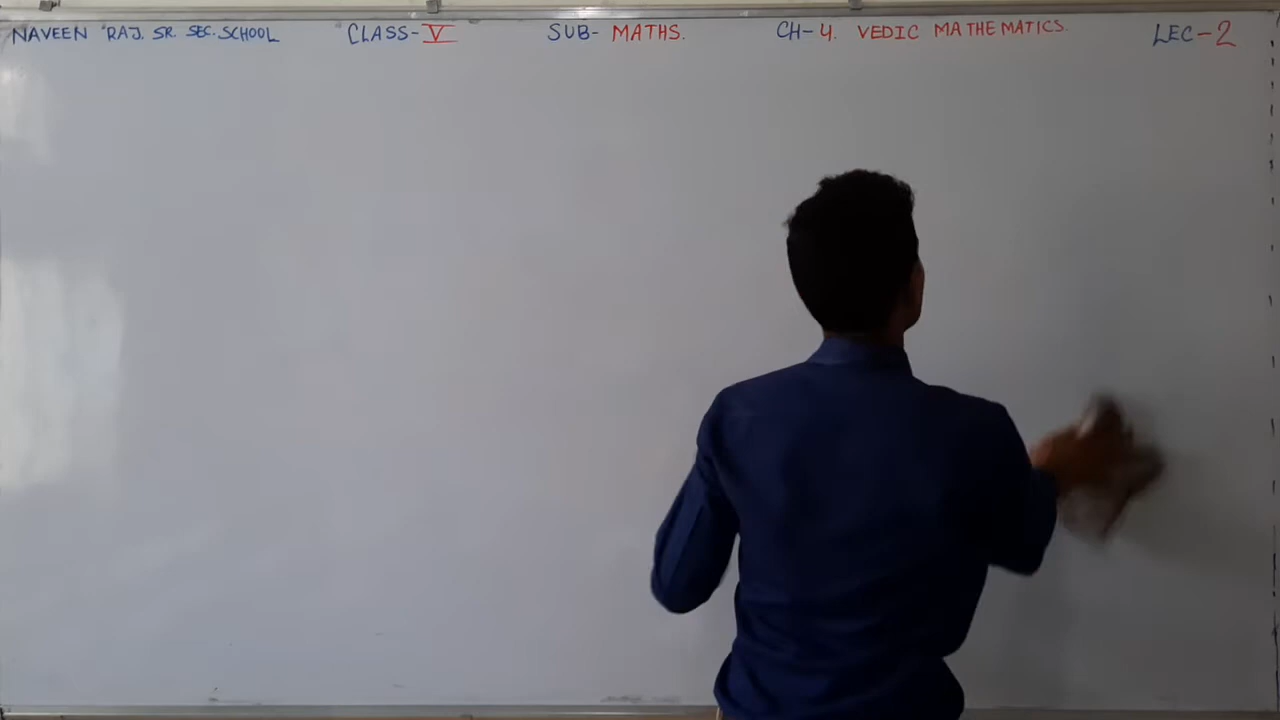 NAVEEN RAJ. SR. SEC. SCHOOL CLASS-V SUB- MATHS. CH-4. VEDIC MATHEMATICS. LEC-2